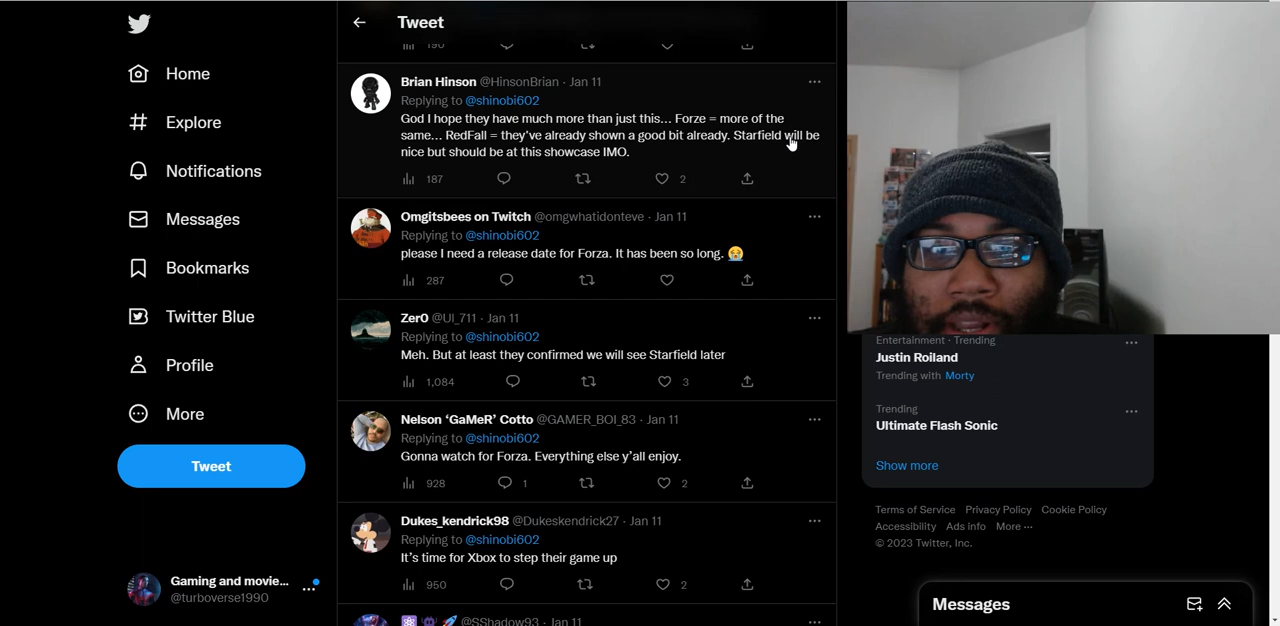 Tweet
Home
Explore
Notifications
Messages
Bookmarks
Twitter Blue
Profile
More
Tweet
Gaming and movie...
@turboverse1990
190
Brian Hinson @HinsonBrian · Jan 11
Replying to @shinobi602
God I hope they have much more than just this... Forze = more of the
same... RedFall = they've already shown a good bit already. Starfield will be
nice but should be at this showcase IMO.
187 2
Omgitsbees on Twitch @omgwhatidonteve · Jan 11
Replying to @shinobi602
please I need a release date for Forza. It has been so long. 😭
287
Zer0 @UI_711 · Jan 11
Replying to @shinobi602
Meh. But at least they confirmed we will see Starfield later
1,084 3
Nelson ‘GaMeR’ Cotto @GAMER_BOI_83 · Jan 11
Replying to @shinobi602
Gonna watch for Forza. Everything else y’all enjoy.
928 1 2
Dukes_kendrick98 @Dukeskendrick27 · Jan 11
Replying to @shinobi602
It’s time for Xbox to step their game up
950 2
@SShadow93 · Jan 11
Entertainment · Trending
Justin Roiland
Trending with Morty
Trending
Ultimate Flash Sonic
Show more
Terms of Service Privacy Policy Cookie Policy
Accessibility Ads info More ···
© 2023 Twitter, Inc.
Messages